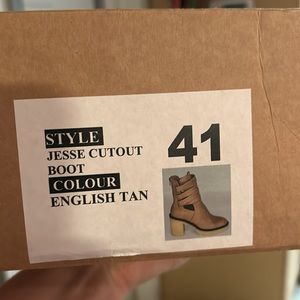 STYLE
JESSE CUTOUT
BOOT
COLOUR
ENGLISH TAN
41